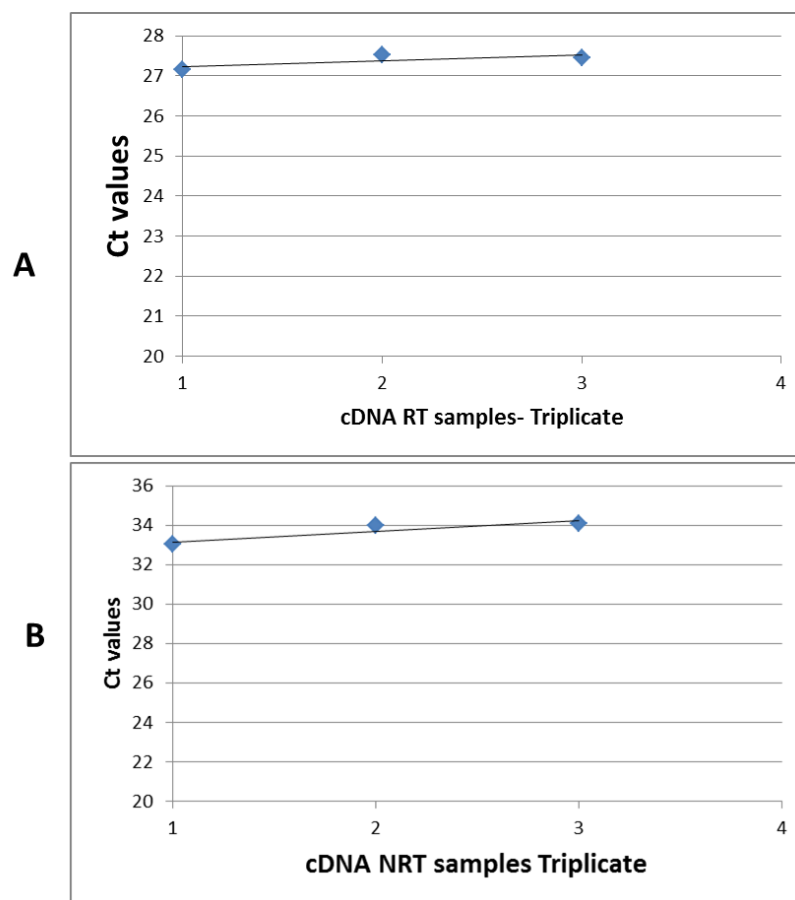 A
Ct values
28
27
26
25
24
23
22
21
20
1 2 3 4
cDNA RT samples- Triplicate
B
Ct values
36
34
32
30
28
26
24
22
20
1 2 3 4
cDNA NRT samples Triplicate